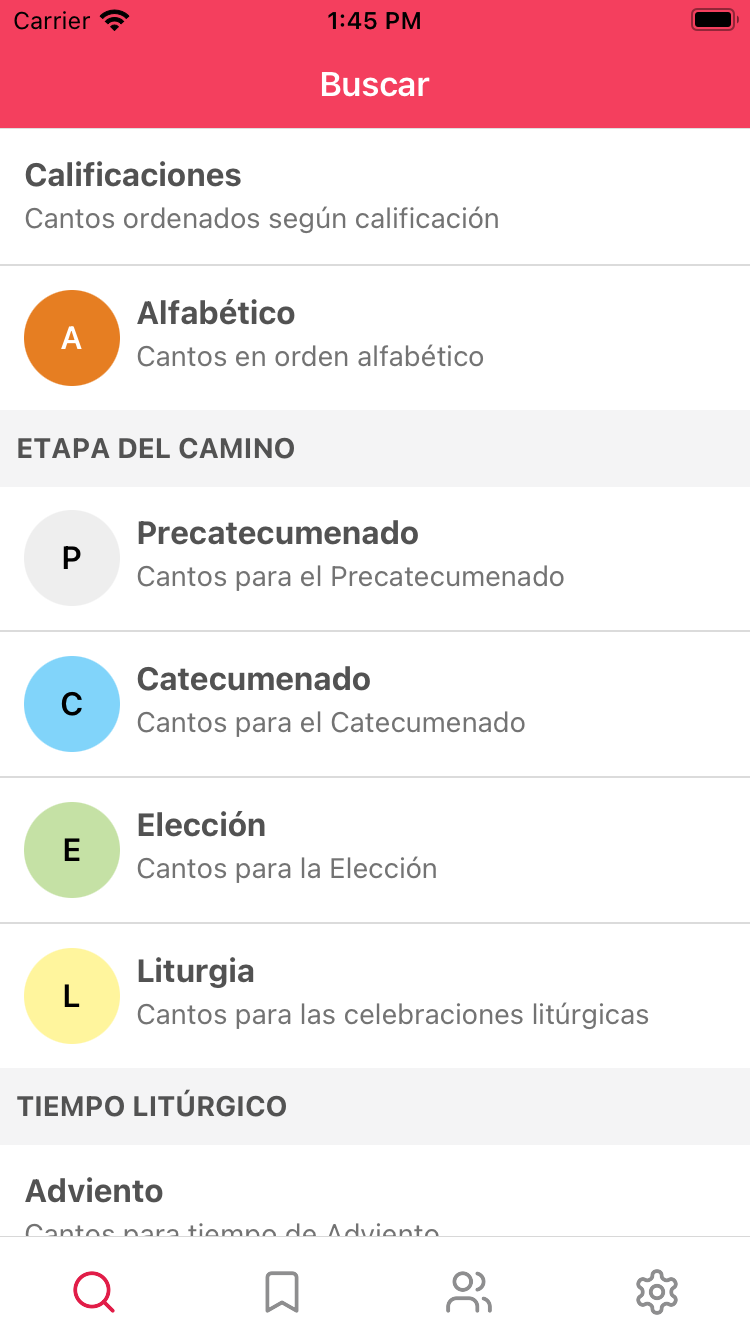 Carrier 1:45 PM
Buscar
Calificaciones
Cantos ordenados según calificación
A
Alfabético
Cantos en orden alfabético
ETAPA DEL CAMINO
P
Precatecumenado
Cantos para el Precatecumenado
C
Catecumenado
Cantos para el Catecumenado
E
Elección
Cantos para la Elección
L
Liturgia
Cantos para las celebraciones litúrgicas
TIEMPO LITÚRGICO
Adviento
Cantos para tiempo de Adviento